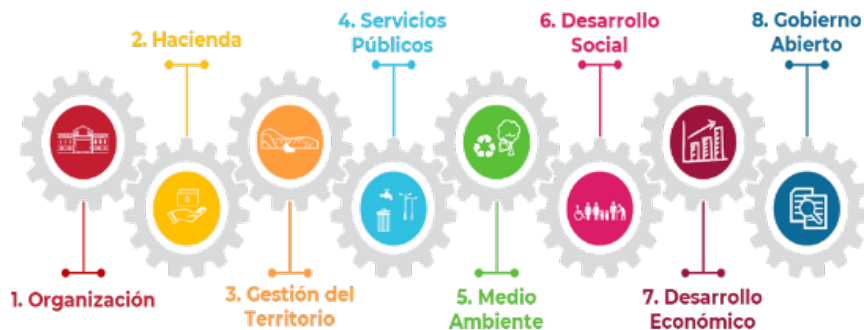 1. Organización
2. Hacienda
3. Gestión del
Territorio
4. Servicios
Públicos
5. Medio
Ambiente
6. Desarrollo
Social
7. Desarrollo
Económico
8. Gobierno
Abierto